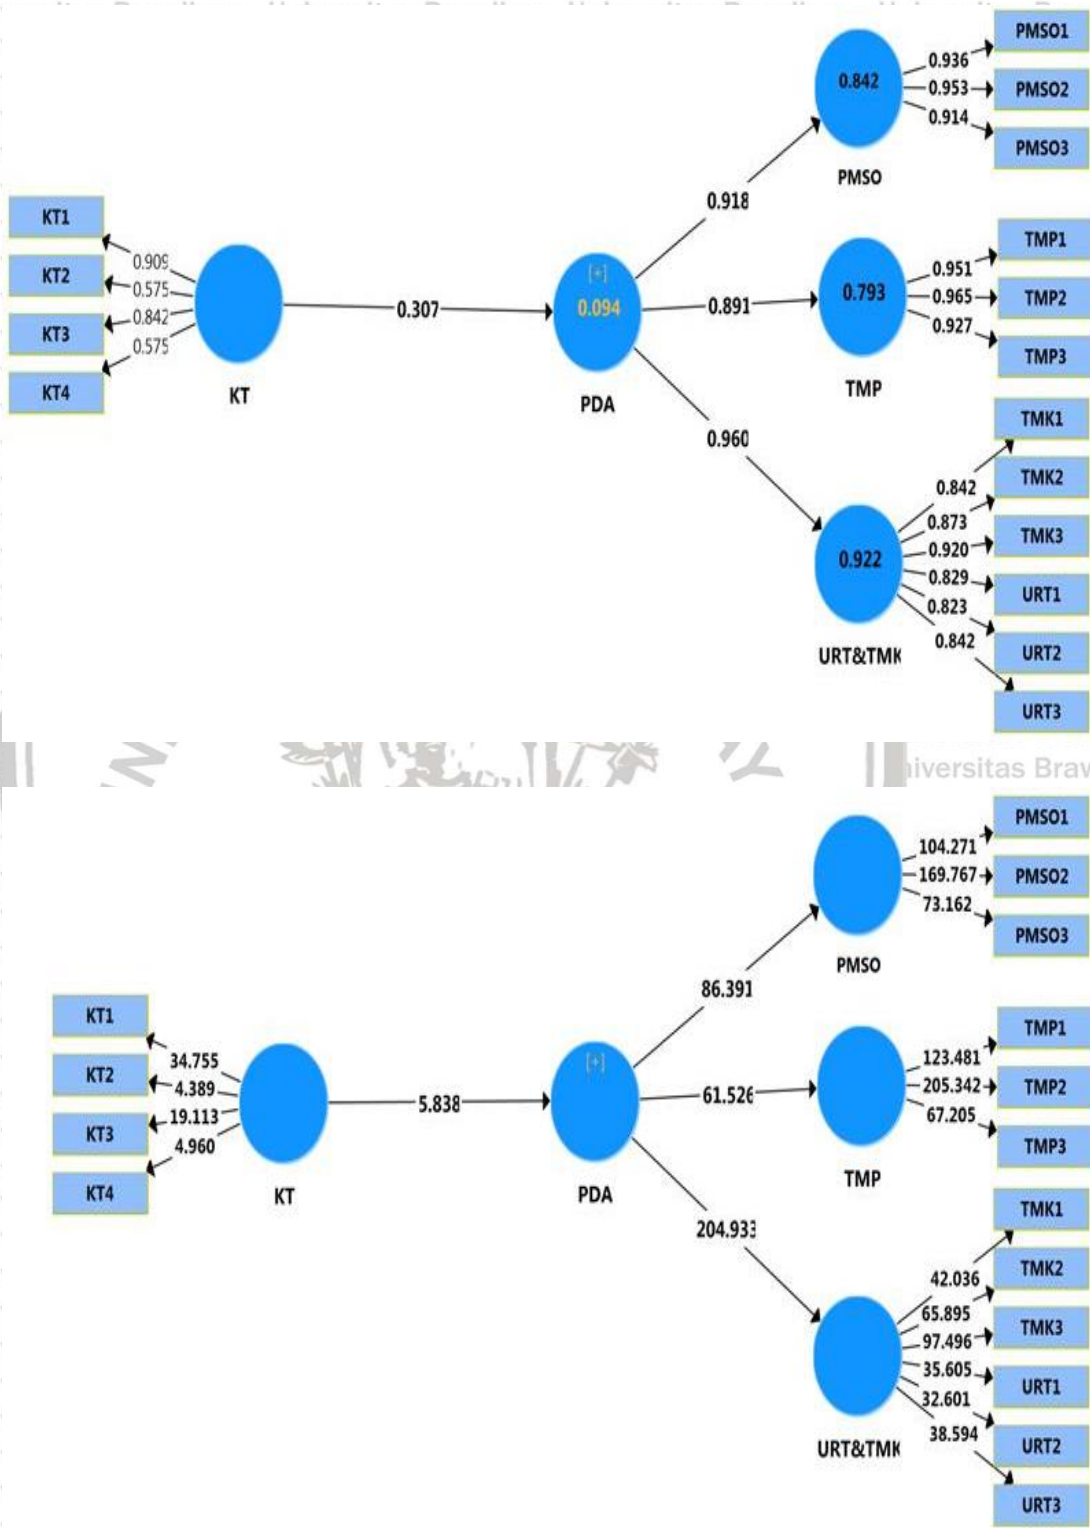 PMSO1
0.936
0.953
0.914
PMSO2
PMSO3
0.842
PMSO
0.918
KT1
KT2
KT3
KT4
0.909
0.575
0.842
0.575
KT
0.307
[+]
0.094
PDA
0.891
0.793
TMP
0.951
0.965
0.927
TMP1
TMP2
TMP3
0.960
0.922
URT&TMK
0.842
0.873
0.920
0.829
0.823
0.842
TMK1
TMK2
TMK3
URT1
URT2
URT3
niversitas Braw
PMSO1
104.271
169.767
73.162
PMSO2
PMSO3
PMSO
86.391
KT1
KT2
KT3
KT4
34.755
4.389
19.113
4.960
KT
5.838
[+]
PDA
61.526
TMP
123.481
205.342
67.205
TMP1
TMP2
TMP3
204.933
URT&TMK
42.036
65.895
97.496
35.605
32.601
38.594
TMK1
TMK2
TMK3
URT1
URT2
URT3